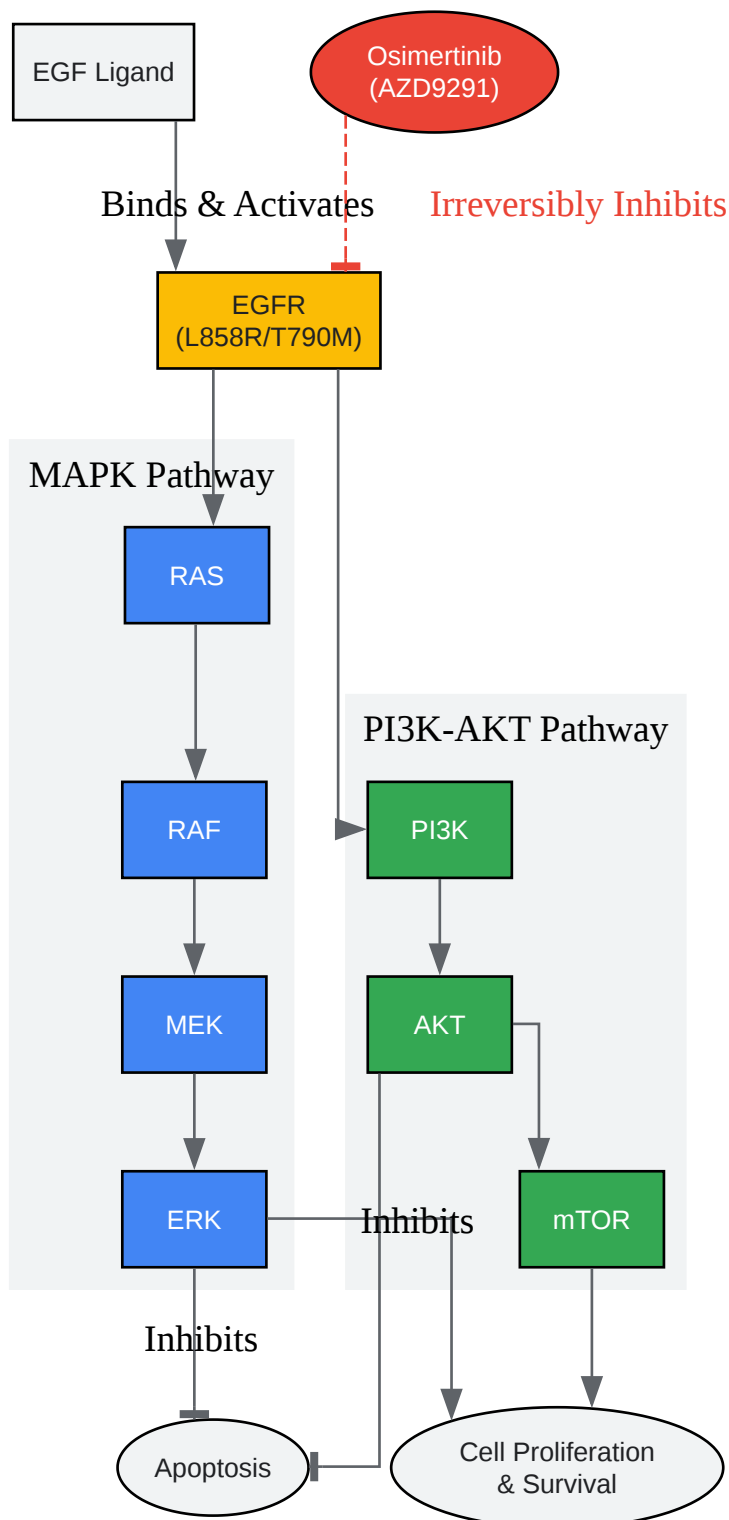 EGF Ligand
Osimertinib
(AZD9291)
Binds & Activates
Irreversibly Inhibits
EGFR
(L858R/T790M)
MAPK Pathway
RAS
PI3K-AKT Pathway
RAF
PI3K
MEK
AKT
ERK
Inhibits
mTOR
Inhibits
Apoptosis
Cell Proliferation
& Survival